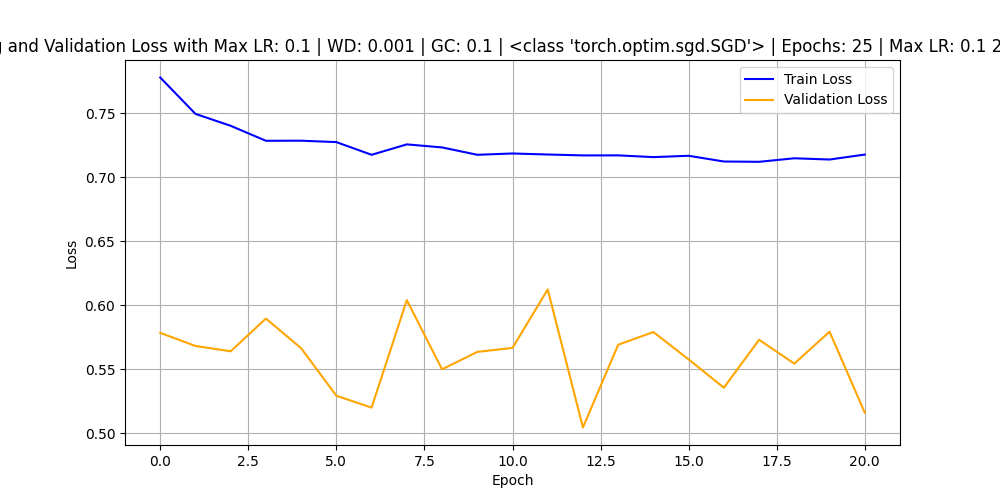 g and Validation Loss with Max LR: 0.1 | WD: 0.001 | GC: 0.1 | <class 'torch.optim.sgd.SGD'> | Epochs: 25 | Max LR: 0.1 2
Train Loss
Validation Loss
0.75
0.70
0.65
0.60
0.55
0.50
Loss
0.0 2.5 5.0 7.5 10.0 12.5 15.0 17.5 20.0
Epoch